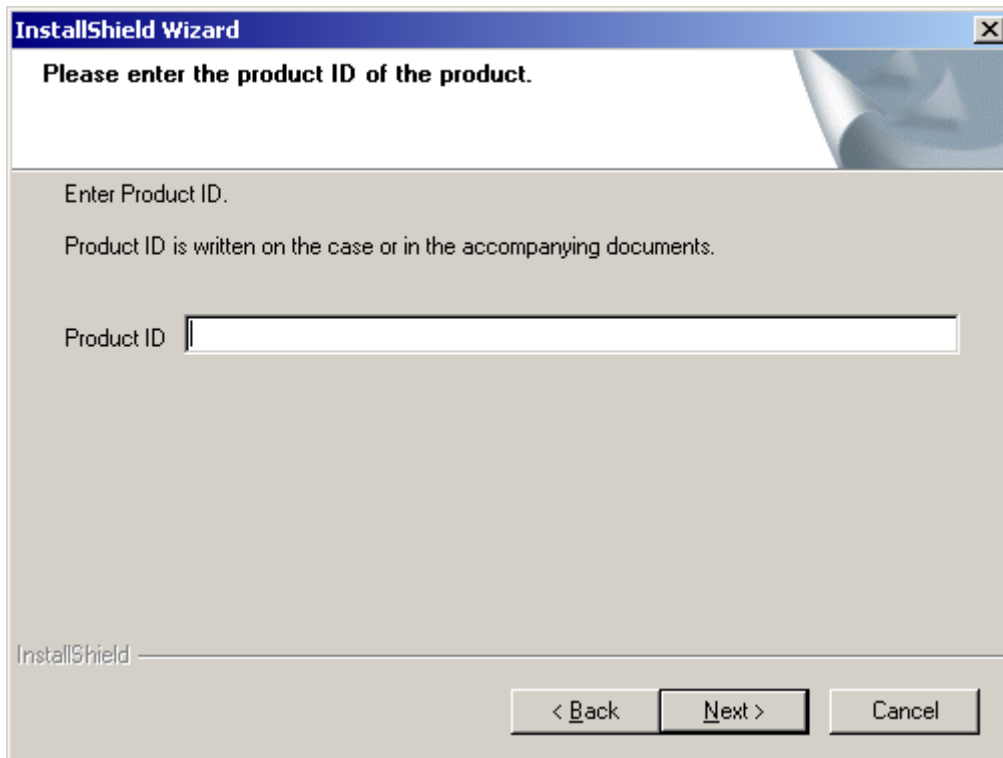 InstallShield Wizard
Please enter the product ID of the product.
Enter Product ID.
Product ID is written on the case or in the accompanying documents.
Product ID
InstallShield
< Back Next > Cancel